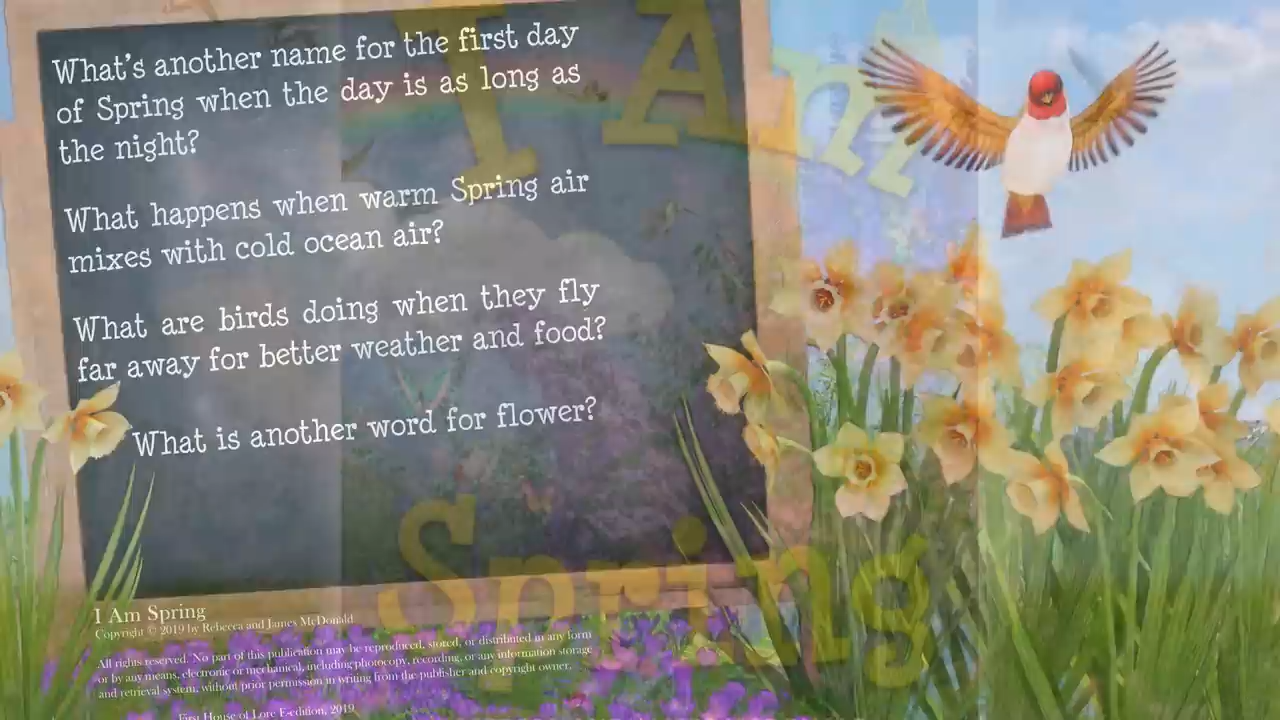 What's another name for the first day
of Spring when the day is as long as
the night?
What happens when warm Spring air
mixes with cold ocean air?
What are birds doing when they fly
far away for better weather and food?
What is another word for flower?
I Am
Spring
I Am Spring
Copyright © 2019 by Rebecca and James McDonald
All rights reserved. No part of this publication may be reproduced, stored, or distributed in any form
or by any means, electronic or mechanical, including photocopy, recording, or any information storage
and retrieval system, without prior permission in writing from the publisher and copyright owner.
First House of Lore E-edition, 2019